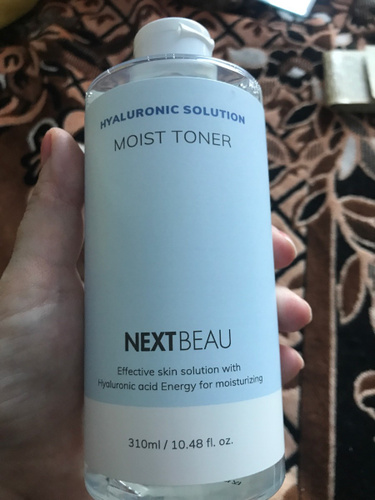 HYALURONIC SOLUTION
MOIST TONER
NEXTBEAU
Effective skin solution with
Hyaluronic acid Energy for moisturizing
310ml / 10.48 fl. oz.